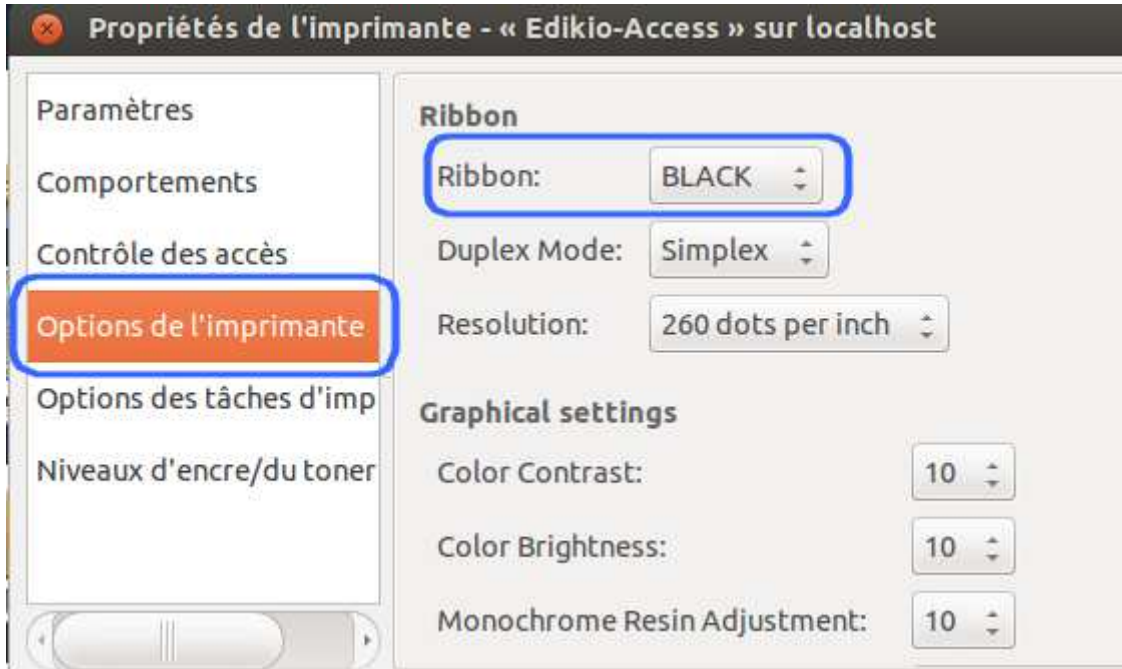 Propriétés de l'imprimante - « Edikio-Access » sur localhost
Paramètres
Comportements
Contrôle des accès
Options de l'imprimante
Options des tâches d'imp
Niveaux d'encre/du toner
Ribbon
Ribbon: BLACK
Duplex Mode: Simplex
Resolution: 260 dots per inch
Graphical settings
Color Contrast: 10
Color Brightness: 10
Monochrome Resin Adjustment: 10